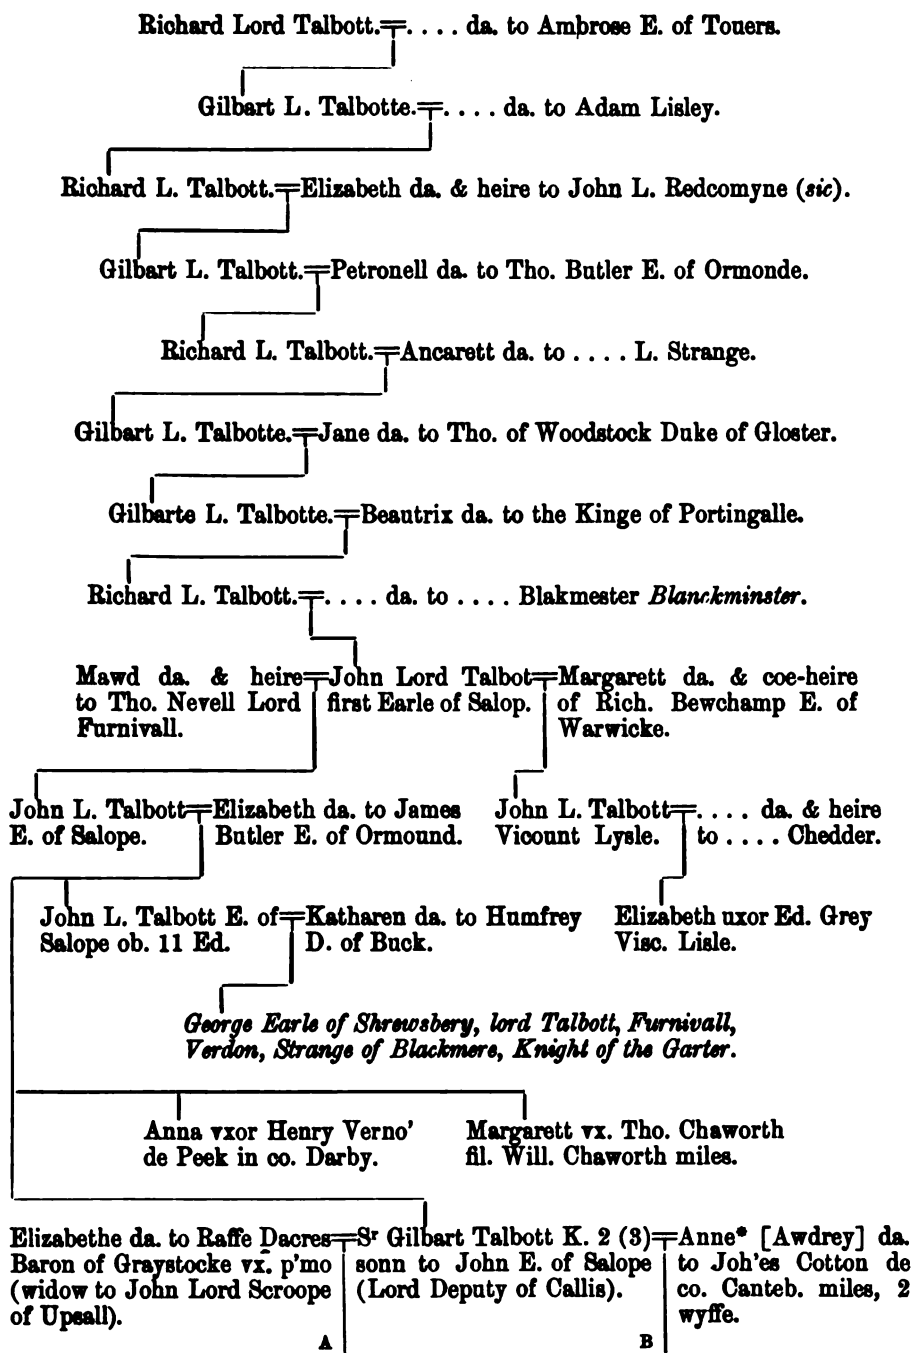 Richard Lord Talbott.=. . . . da. to Ambrose E. of Touers.
Gilbart L. Talbotte.=. . . . da. to Adam Lisley.
Richard L. Talbott.=Elizabeth da. & heire to John L. Redcomyne (sic).
Gilbart L. Talbott.=Petronell da. to Tho. Butler E. of Ormonde.
Richard L. Talbott.=Ancarett da. to . . . . L. Strange.
Gilbart L. Talbotte.=Jane da. to Tho. of Woodstock Duke of Gloster.
Gilbarte L. Talbotte.=Beautrix da. to the Kinge of Portingalle.
Richard L. Talbott.=. . . . da. to . . . . Blakmester Blanckminster.
Mawd da. & heire=John Lord Talbot=Margarett da. & coe-heire
to Tho. Nevell Lord first Earle of Salop. of Rich. Bewchamp E. of
Furnivall. Warwicke.
John L. Talbott=Elizabeth da. to James John L. Talbott=. . . . da. & heire
E. of Salope. Butler E. of Ormound. Vicount Lysle. to . . . . Chedder.
John L. Talbott E. of=Katharen da. to Humfrey Elizabeth uxor Ed. Grey
Salope ob. 11 Ed. D. of Buck. Visc. Lisle.
George Earle of Shrewsbery, lord Talbott, Furnivall,
Verdon, Strange of Blackmere, Knight of the Garter.
Anna vxor Henry Verno' Margarett vx. Tho. Chaworth
de Peek in co. Darby. fil. Will. Chaworth miles.
Elizabethe da. to Raffe Dacres=Sr Gilbart Talbott K. 2 (3)=Anne* [Awdrey] da.
Baron of Graystocke vx. p'mo sonn to John E. of Salope to Joh'es Cotton de
(widow to John Lord Scroope (Lord Deputy of Callis). co. Canteb. miles, 2
of Upsall). wyffe.
A B